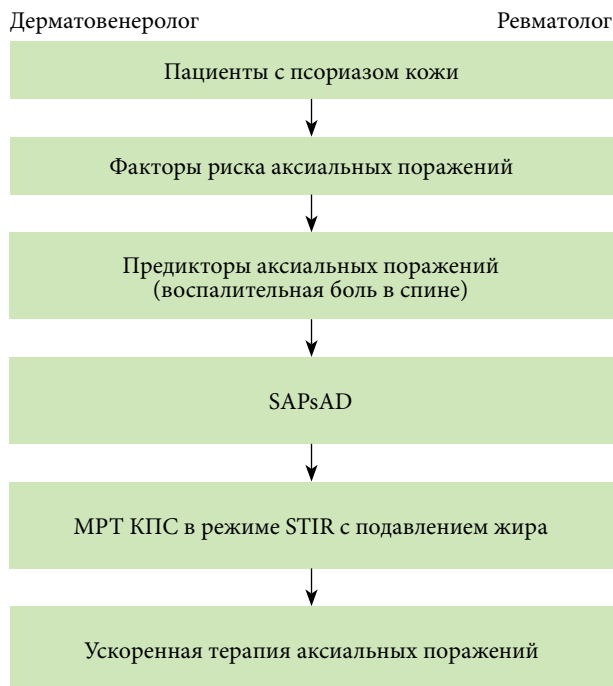 Дерматовенеролог Ревматолог
Пациенты с псориазом кожи
Факторы риска аксиальных поражений
Предикторы аксиальных поражений
(воспалительная боль в спине)
SAPsAD
МРТ КПС в режиме STIR с подавлением жира
Ускоренная терапия аксиальных поражений